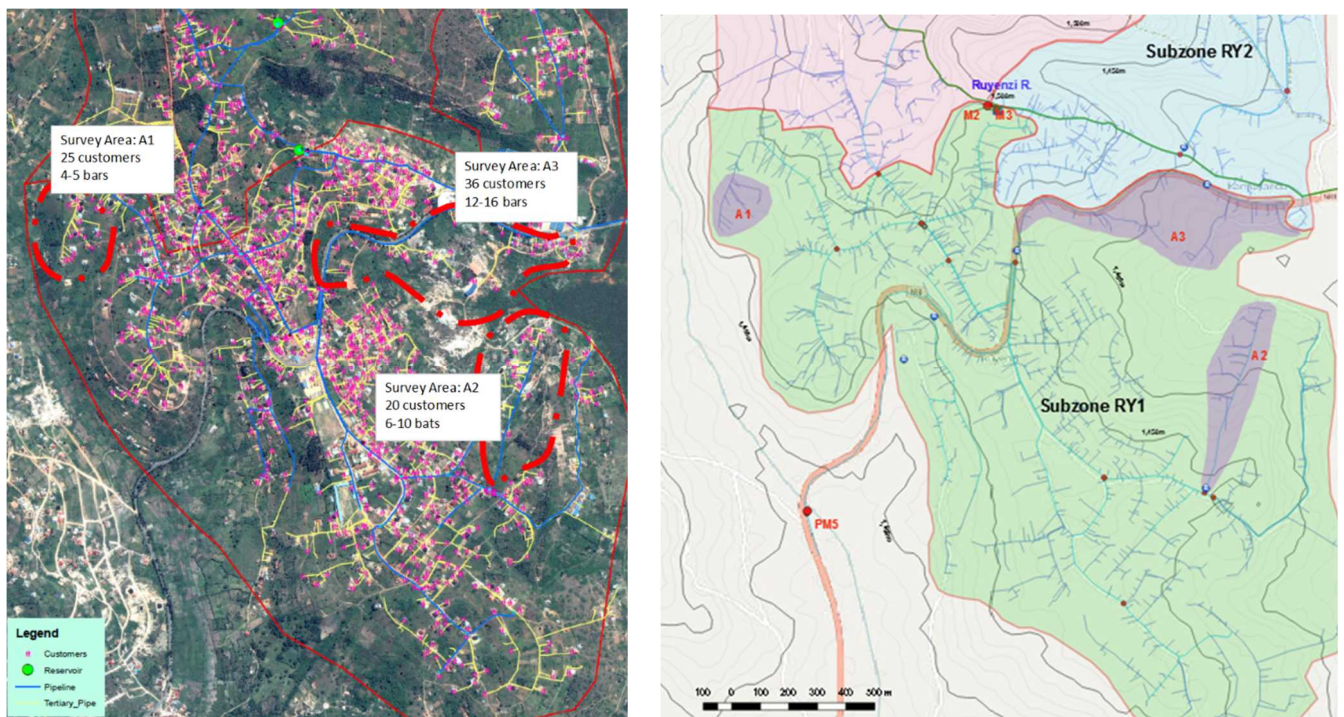 Survey Area: A1
25 customers
4-5 bars
Survey Area: A3
36 customers
12-16 bars
Survey Area: A2
20 customers
6-10 bats
Legend
Customers
Reservoir
Pipeline
Tertiary_Pipe
Subzone RY2
Ruyenzi R.
M2
M3
A 1
A3
A 2
Subzone RY1
PM5
100 0 100 200 300 400 500 m